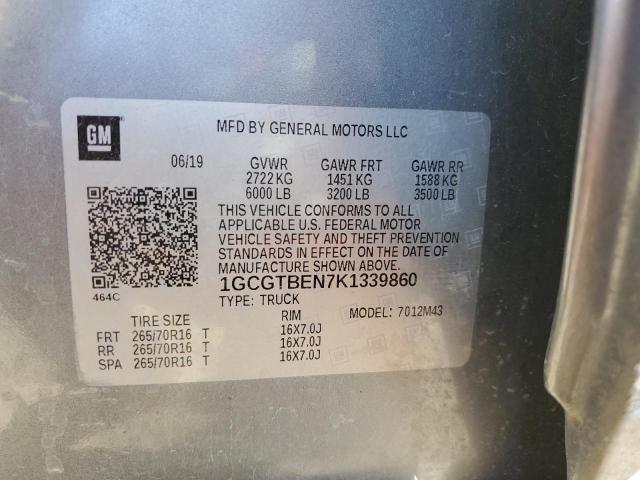 GM
MFD BY GENERAL MOTORS LLC
06/19 GVWR GAWR FRT GAWR RR
2722 KG 1451 KG 1588 KG
6000 LB 3200 LB 3500 LB
THIS VEHICLE CONFORMS TO ALL
APPLICABLE U.S. FEDERAL MOTOR
VEHICLE SAFETY AND THEFT PREVENTION
STANDARDS IN EFFECT ON THE DATE OF
MANUFACTURE SHOWN ABOVE.
464C
1GCGTBEN7K1339860
TYPE: TRUCK MODEL: 7012M43
TIRE SIZE RIM
FRT 265/70R16 T 16X7.0J
RR 265/70R16 T 16X7.0J
SPA 265/70R16 T 16X7.0J